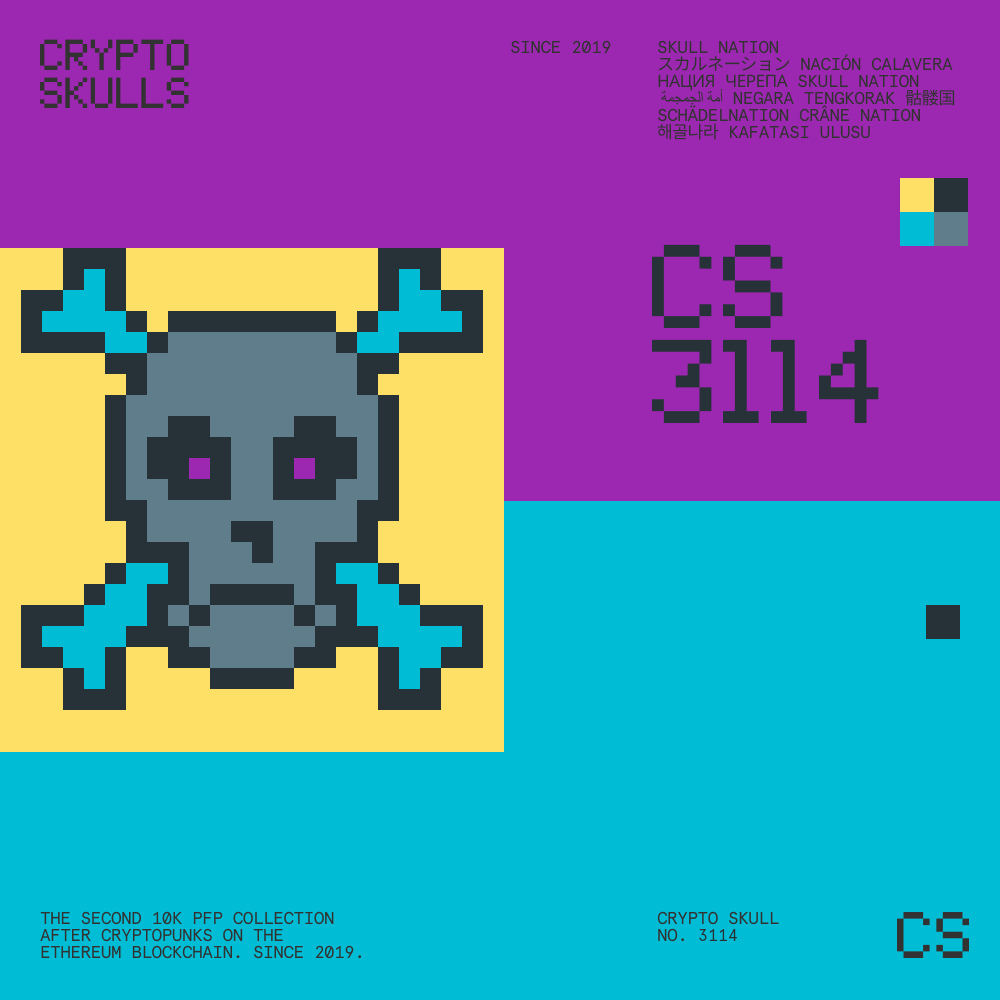 CRYPTO
SKULLS
SINCE 2019
SKULL NATION
スカルネーション NACIÓN CALAVERA
НАЦИЯ ЧЕРЕПА SKULL NATION
أمة الجمجمة NEGARA TENGKORAK 骷髅国
SCHÄDELNATION CRÂNE NATION
해골나라 KAFATASI ULUSU
CS
3114
THE SECOND 10K PFP COLLECTION
AFTER CRYPTOPUNKS ON THE
ETHEREUM BLOCKCHAIN. SINCE 2019.
CRYPTO SKULL
NO. 3114
CS